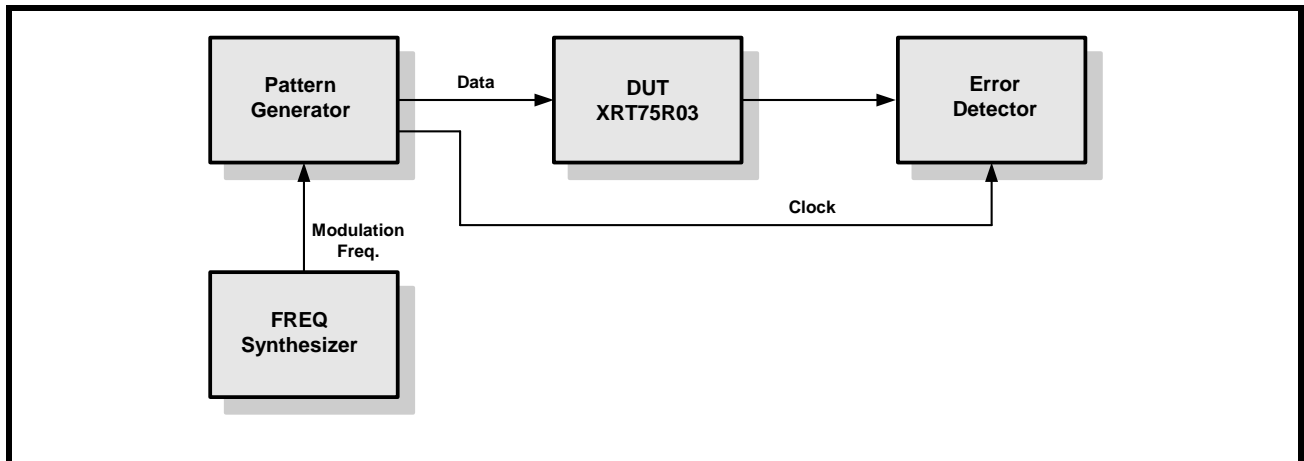 Pattern
Generator
Data
DUT
XRT75R03
Error
Detector
Clock
Modulation
Freq.
FREQ
Synthesizer